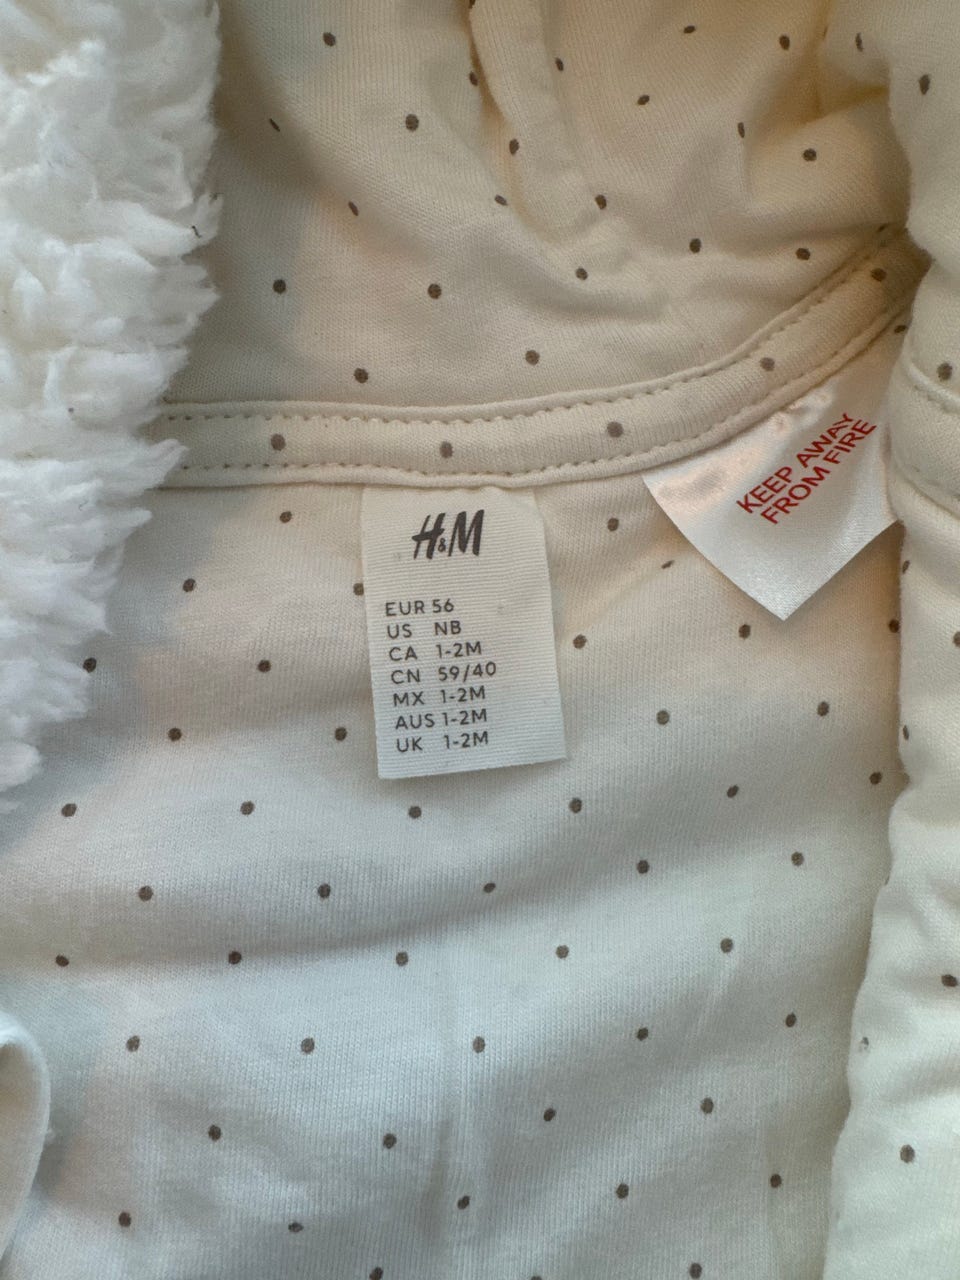 H&M
EUR 56
US NB
CA 1-2M
CN 59/40
MX 1-2M
AUS 1-2M
UK 1-2M
KEEP AWAY
FROM FIRE